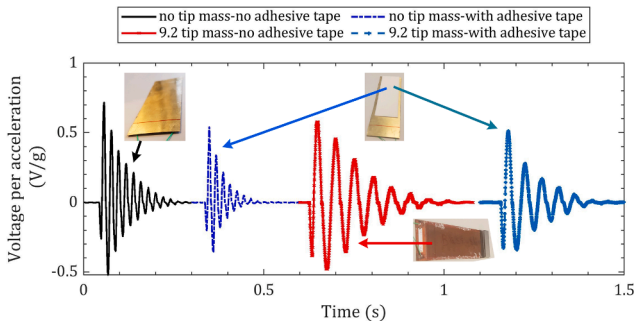 no tip mass-no adhesive tape
no tip mass-with adhesive tape
9.2 tip mass-no adhesive tape
9.2 tip mass-with adhesive tape
Voltage per acceleration
(V/g)
1
0.5
0
-0.5
0
0.5
1
1.5
Time (s)